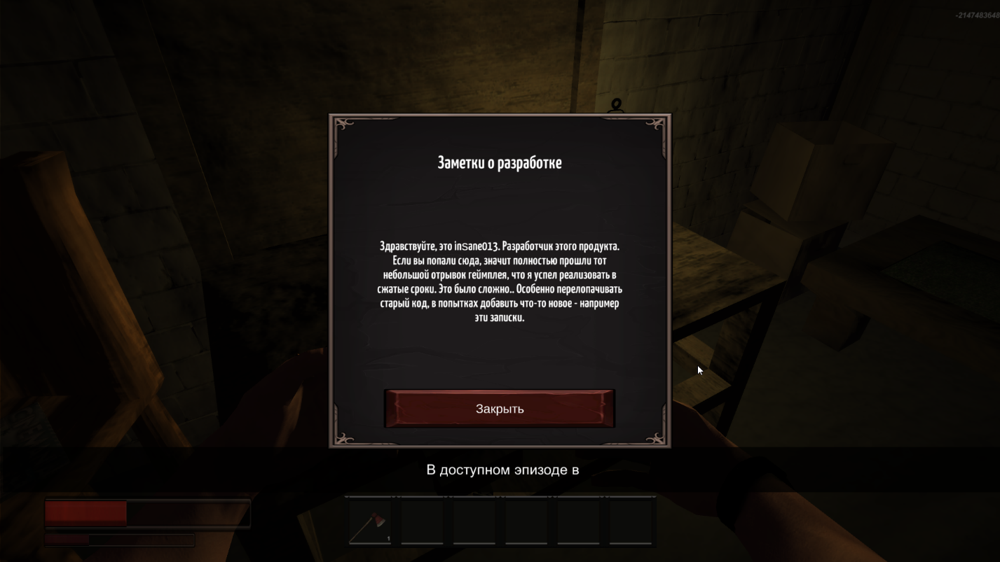 -2147483648
Заметки о разработке
Здравствуйте, это inSane013. Разработчик этого продукта.
Если вы попали сюда, значит полностью прошли тот
небольшой отрывок геймплея, что я успел реализовать в
сжатые сроки. Это было сложно.. Особенно перелопачивать
старый код, в попытках добавить что-то новое - например
эти записки.
Закрыть
В доступном эпизоде в
1